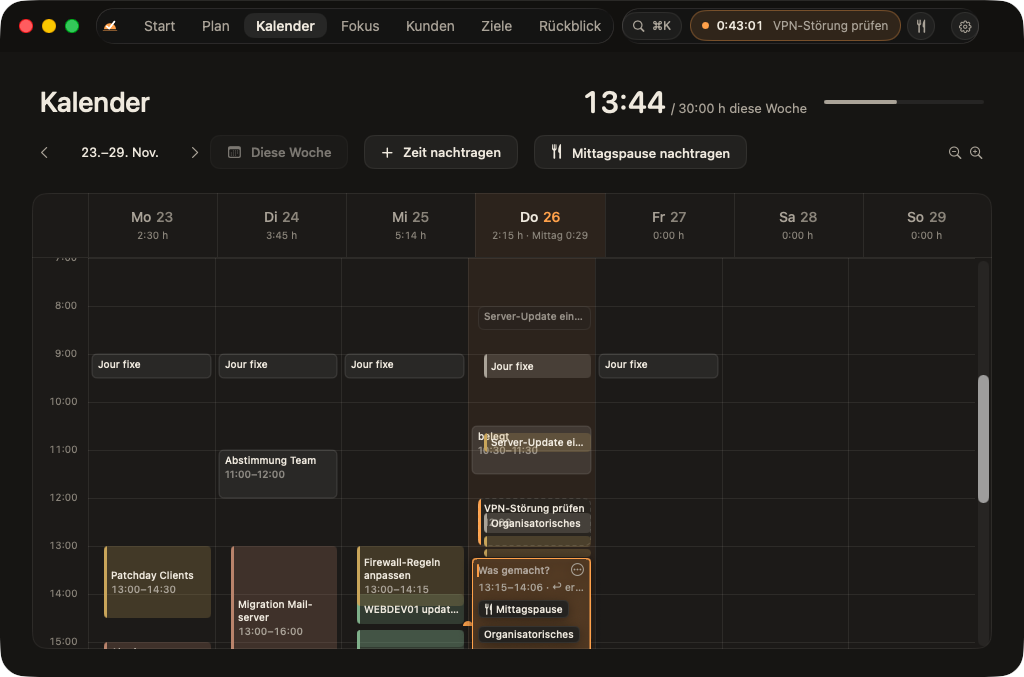 Start Plan Kalender Fokus Kunden Ziele Rückblick ⌘K 0:43:01 VPN-Störung prüfen
Kalender
13:44 / 30:00 h diese Woche
23.–29. Nov. Diese Woche + Zeit nachtragen Mittagspause nachtragen
Mo 23 Di 24 Mi 25 Do 26 Fr 27 Sa 28 So 29
2:30 h 3:45 h 5:14 h 2:15 h · Mittag 0:29 0:00 h 0:00 h 0:00 h
7:00
8:00
Server-Update ein…
9:00
Jour fixe Jour fixe Jour fixe Jour fixe Jour fixe
10:00
belegt
Server-Update ei…
10:30–11:30
11:00
Abstimmung Team
11:00–12:00
12:00
VPN-Störung prüfen
Organisatorisches
13:00
Patchday Clients
13:00–14:30
Migration Mail-
server
13:00–16:00
Firewall-Regeln
anpassen
13:00–14:15
WEBDEV01 updat…
Was gemacht?
13:15–14:06 · ↵ er…
Mittagspause
Organisatorisches
14:00
15:00